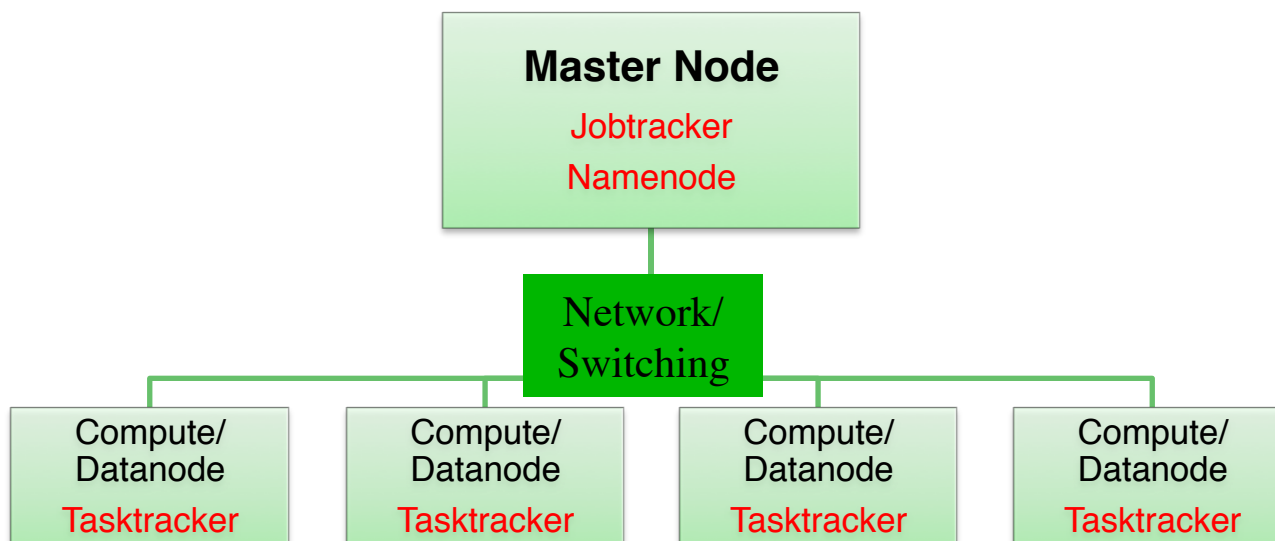 Master Node
Jobtracker
Namenode
Network/
Switching
Compute/
Datanode
Tasktracker
Compute/
Datanode
Tasktracker
Compute/
Datanode
Tasktracker
Compute/
Datanode
Tasktracker